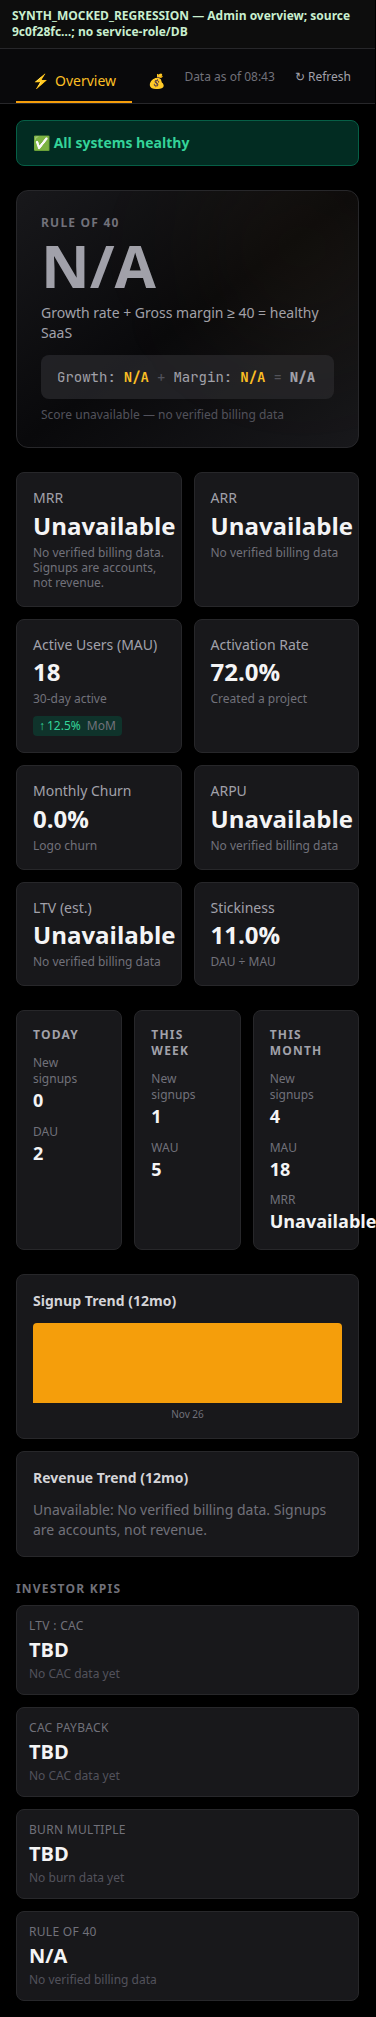 SYNTH_MOCKED_REGRESSION — Admin overview; source
9c0f28fc...; no service-role/DB
⚡ Overview
💰
Data as of 08:43
↻ Refresh
✅ All systems healthy
RULE OF 40
N/A
Growth rate + Gross margin ≥ 40 = healthy
SaaS
Growth: N/A + Margin: N/A = N/A
Score unavailable — no verified billing data
MRR
Unavailable
No verified billing data.
Signups are accounts,
not revenue.
ARR
Unavailable
No verified billing data
Active Users (MAU)
18
30-day active
↑ 12.5% MoM
Activation Rate
72.0%
Created a project
Monthly Churn
0.0%
Logo churn
ARPU
Unavailable
No verified billing data
LTV (est.)
Unavailable
No verified billing data
Stickiness
11.0%
DAU ÷ MAU
TODAY
New
signups
0
DAU
2
THIS
WEEK
New
signups
1
WAU
5
THIS
MONTH
New
signups
4
MAU
18
MRR
Unavailable
Signup Trend (12mo)
Nov 26
Revenue Trend (12mo)
Unavailable: No verified billing data. Signups
are accounts, not revenue.
INVESTOR KPIS
LTV : CAC
TBD
No CAC data yet
CAC PAYBACK
TBD
No CAC data yet
BURN MULTIPLE
TBD
No burn data yet
RULE OF 40
N/A
No verified billing data